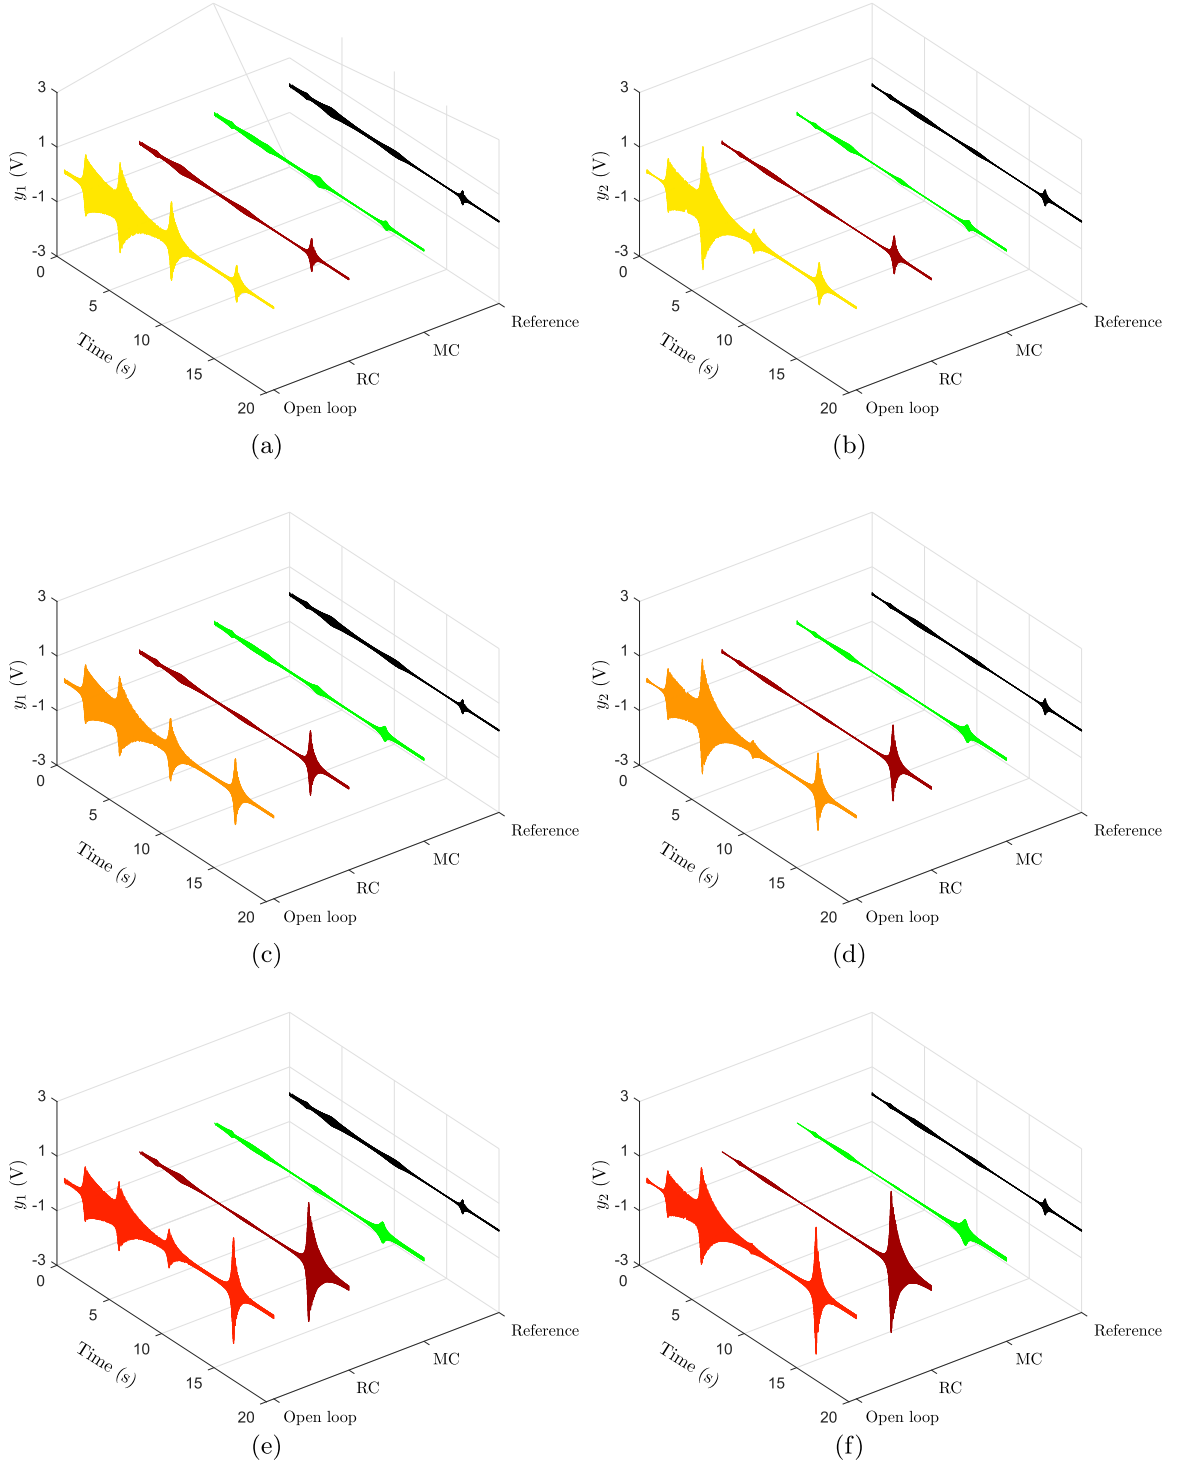 3
1
-1
-3
y1 (V)
0
5
10
15
20
Time (s)
Open loop
RC
MC
Reference
(a)
3
1
-1
-3
y2 (V)
0
5
10
15
20
Time (s)
Open loop
RC
MC
Reference
(b)
3
1
-1
-3
y1 (V)
0
5
10
15
20
Time (s)
Open loop
RC
MC
Reference
(c)
3
1
-1
-3
y2 (V)
0
5
10
15
20
Time (s)
Open loop
RC
MC
Reference
(d)
3
1
-1
-3
y1 (V)
0
5
10
15
20
Time (s)
Open loop
RC
MC
Reference
(e)
3
1
-1
-3
y2 (V)
0
5
10
15
20
Time (s)
Open loop
RC
MC
Reference
(f)